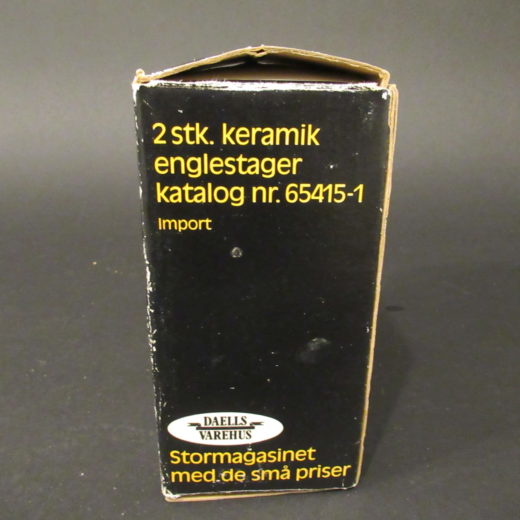 2 stk. keramik
englestager
katalog nr. 65415-1
Import
DAELLS
VAREHUS
Stormagasinet
med de små priser